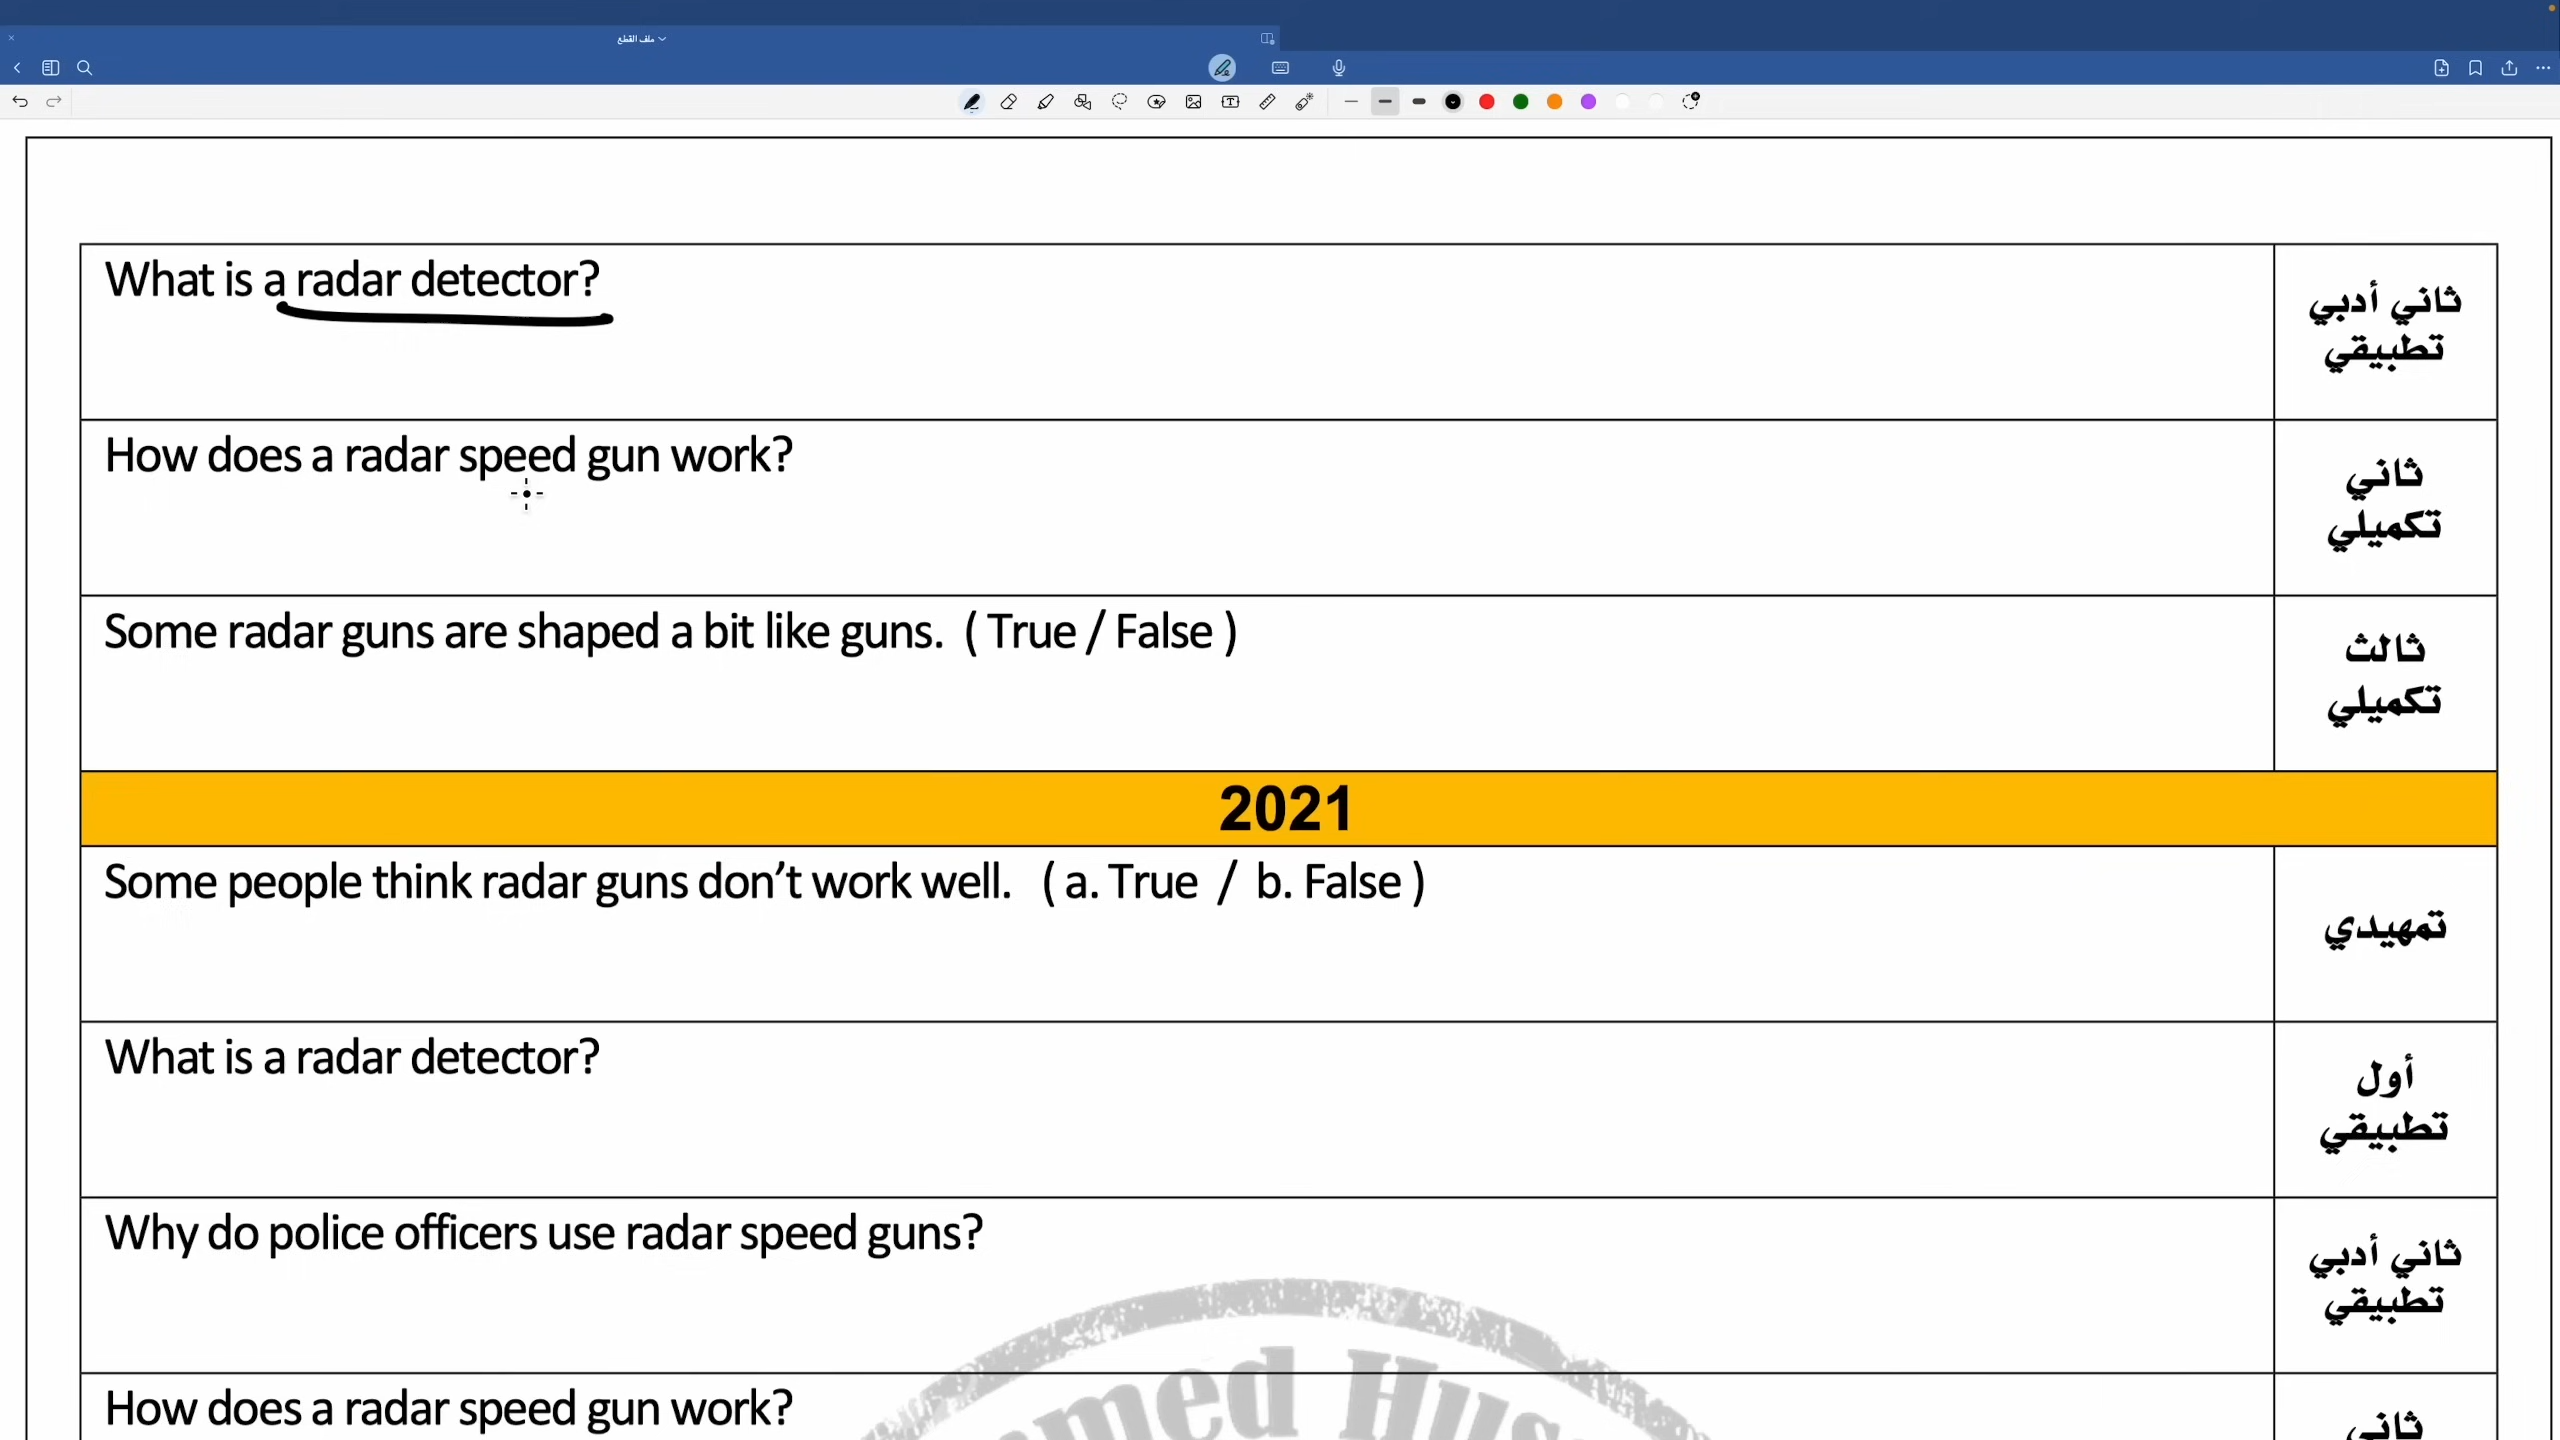 ملف القطع
What is a radar detector?
ثاني أدبي
تطبيقي
How does a radar speed gun work?
ثاني
تكميلي
Some radar guns are shaped a bit like guns. ( True / False )
ثالث
تكميلي
2021
Some people think radar guns don’t work well. ( a. True / b. False )
تمهيدي
What is a radar detector?
أول
تطبيقي
Why do police officers use radar speed guns?
ثاني أدبي
تطبيقي
How does a radar speed gun work?
ثاني